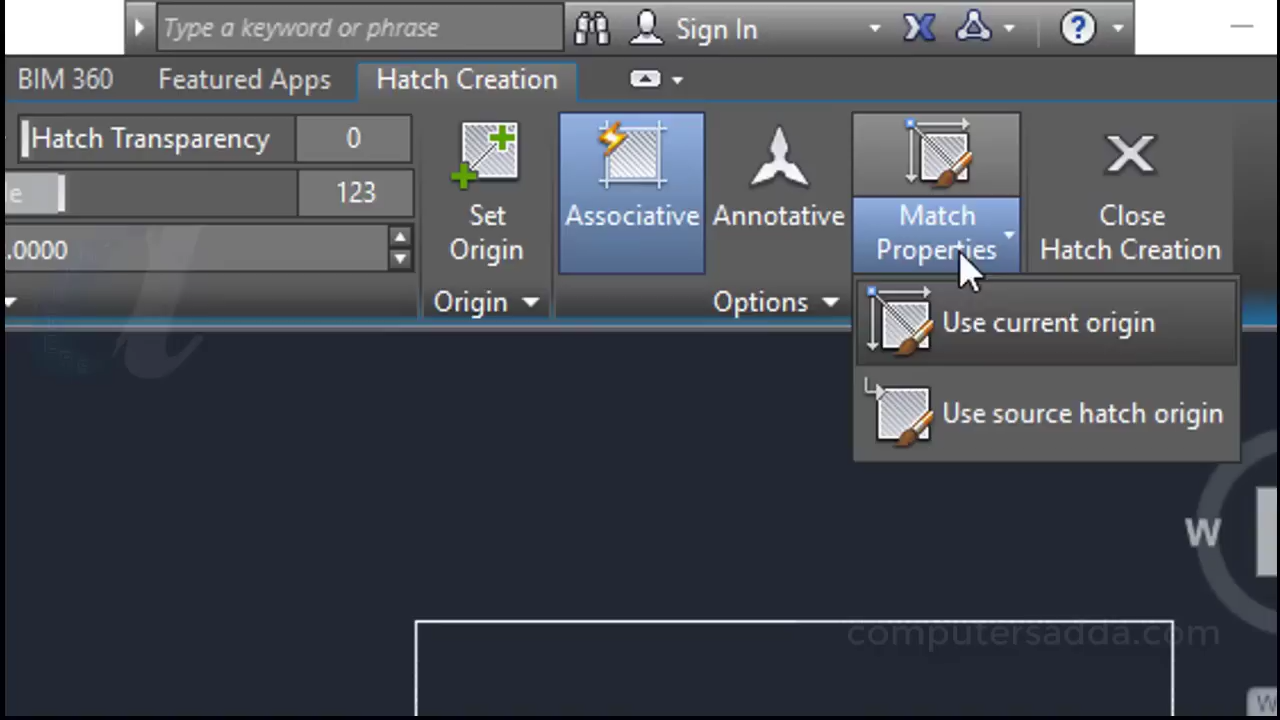 Type a keyword or phrase
Sign In
BIM 360
Featured Apps
Hatch Creation
Hatch Transparency
0
e
123
.0000
Set
Origin
Associative
Annotative
Match
Properties
Close
Hatch Creation
Origin
Options
Use current origin
Use source hatch origin
W
computersadda.com
W